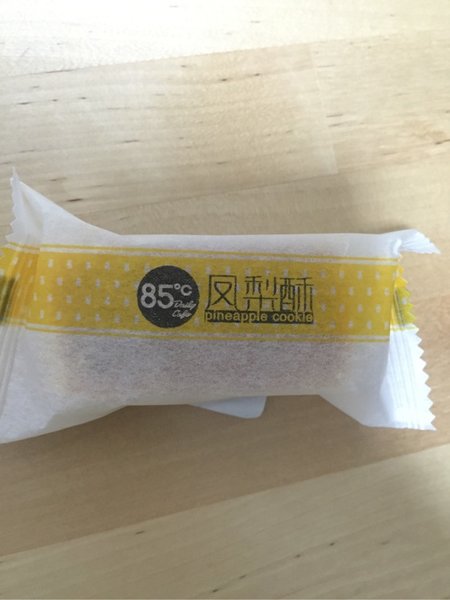 85°C
Daily
Cafe
凤梨酥
pineapple cookie